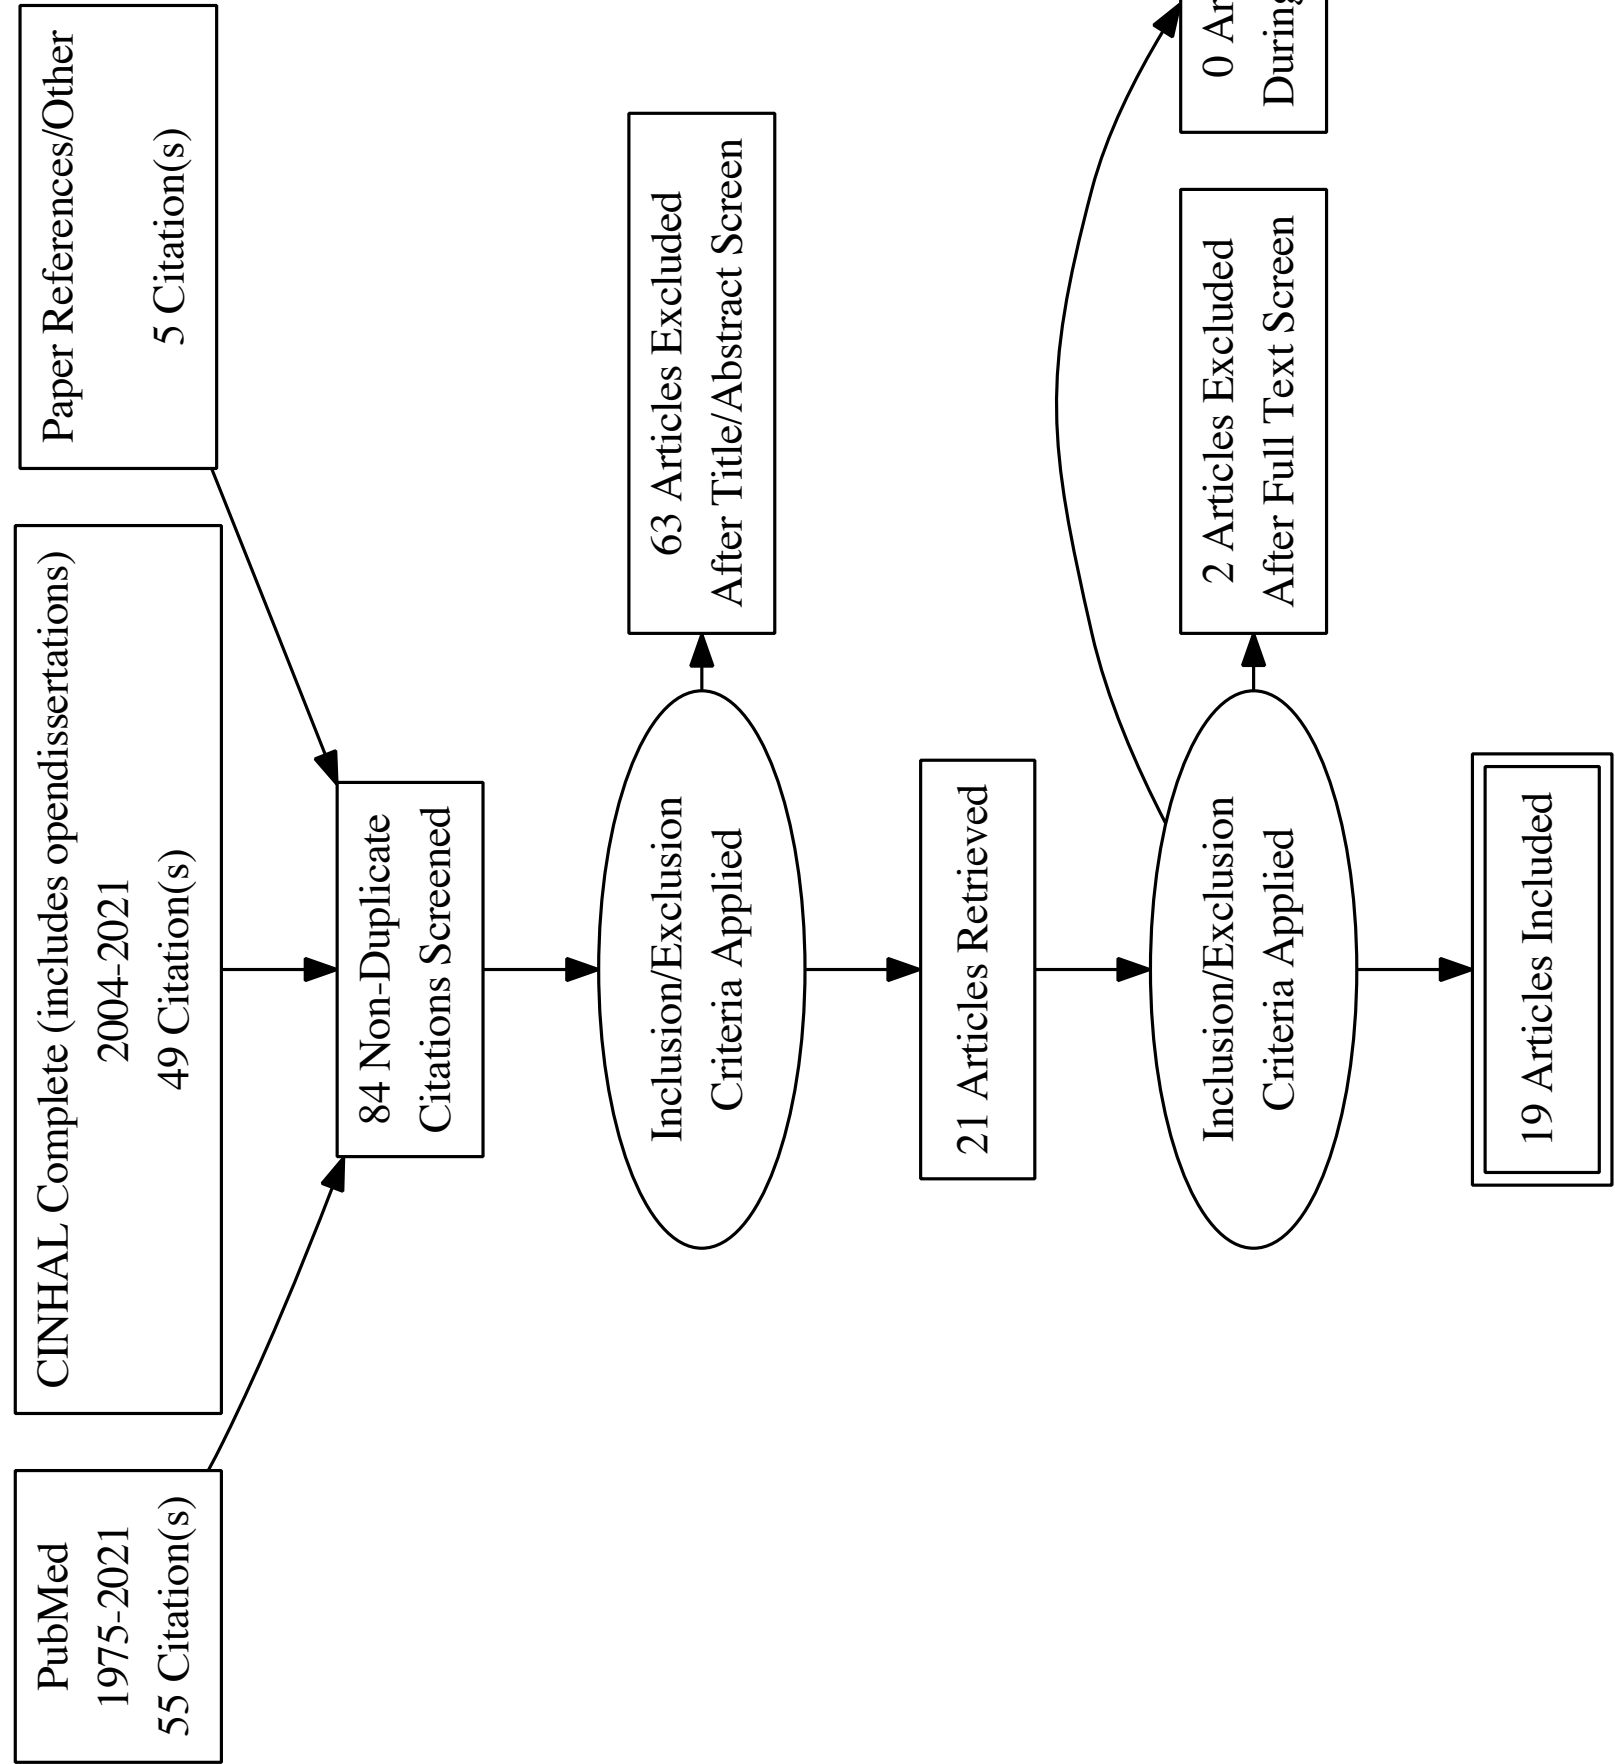 PubMed
1975-2021
55 Citation(s)
CINHAL Complete (includes opendissertations)
2004-2021
49 Citation(s)
Paper References/Other
5 Citation(s)
84 Non-Duplicate
Citations Screened
Inclusion/Exclusion
Criteria Applied
63 Articles Excluded
After Title/Abstract Screen
21 Articles Retrieved
Inclusion/Exclusion
Criteria Applied
2 Articles Excluded
After Full Text Screen
0
During
19 Articles Included